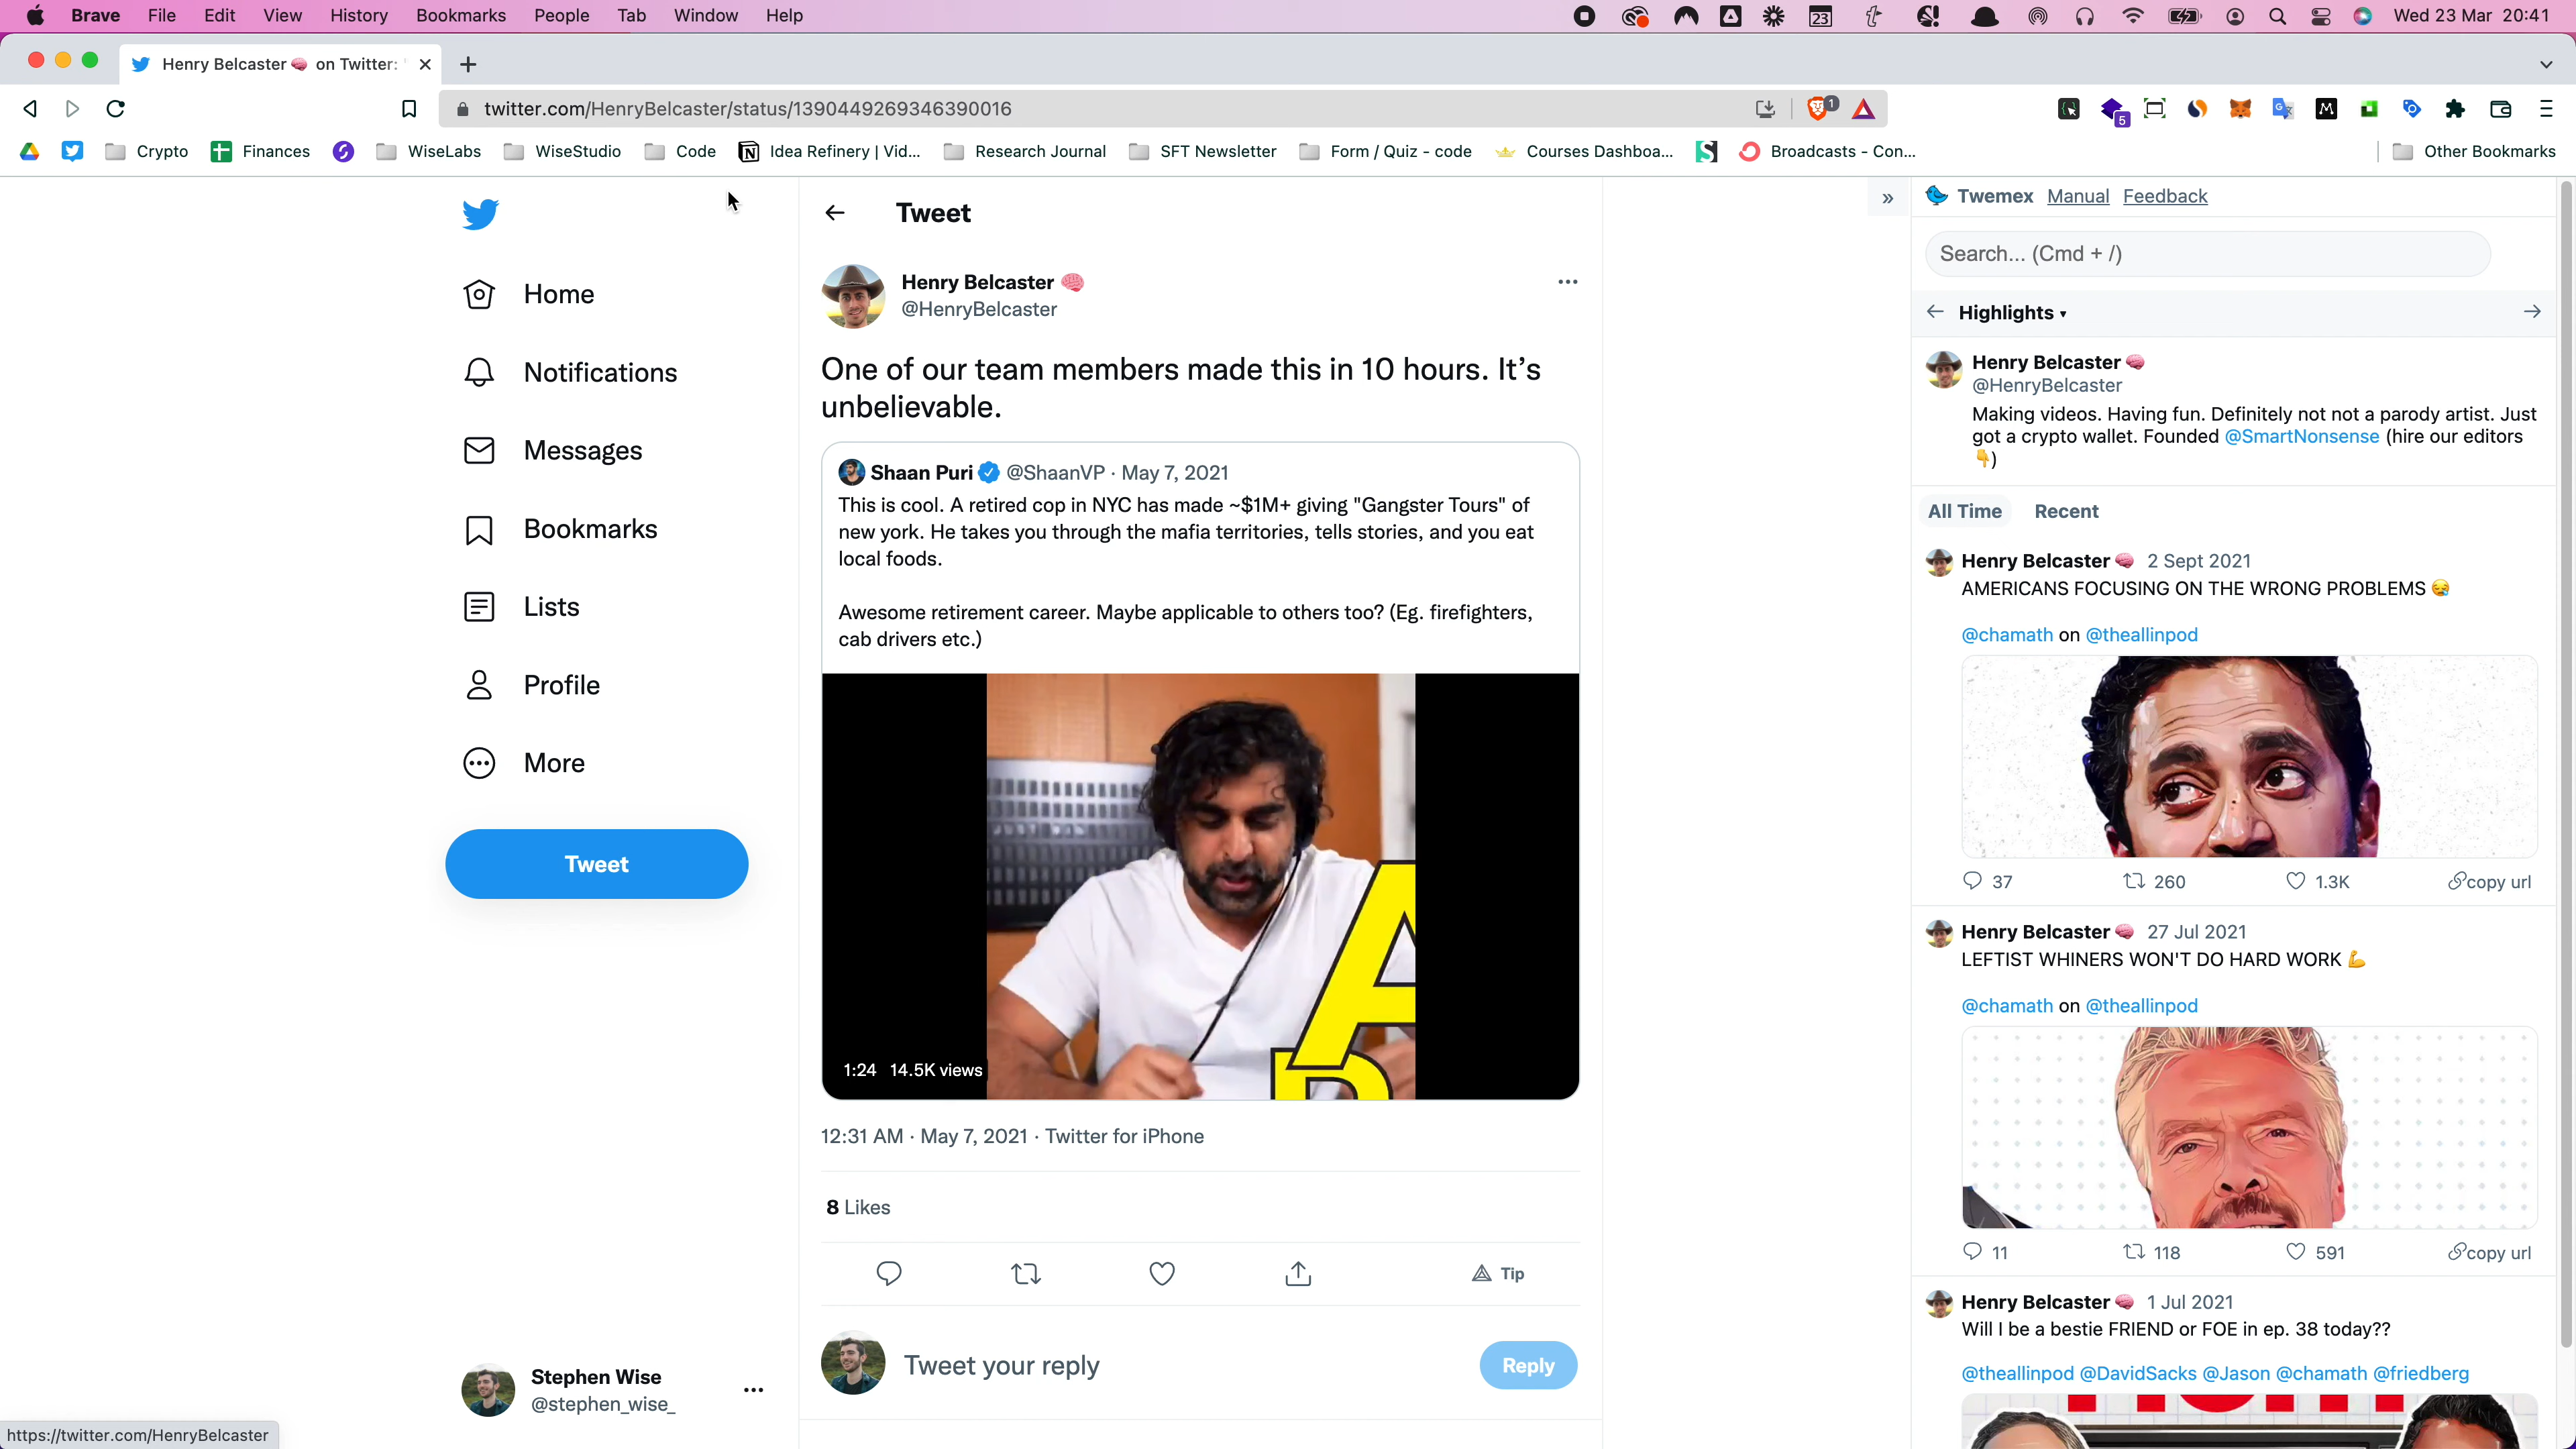 Brave File Edit View History Bookmarks People Tab Window Help
23
Wed 23 Mar 20:41
Henry Belcaster🧠 on Twitter: '
twitter.com/HenryBelcaster/status/1390449269346390016
1
5
Crypto
Finances
WiseLabs
WiseStudio
Code
Idea Refinery | Vid...
Research Journal
SFT Newsletter
Form / Quiz - code
Courses Dashboa...
Broadcasts - Con...
Other Bookmarks
Home
Notifications
Messages
Bookmarks
Lists
Profile
More
Tweet
Stephen Wise
@stephen_wise_
https://twitter.com/HenryBelcaster
Tweet
Henry Belcaster 🧠
@HenryBelcaster
One of our team members made this in 10 hours. It’s
unbelievable.
Shaan Puri @ShaanVP · May 7, 2021
This is cool. A retired cop in NYC has made ~$1M+ giving "Gangster Tours" of
new york. He takes you through the mafia territories, tells stories, and you eat
local foods.
Awesome retirement career. Maybe applicable to others too? (Eg. firefighters,
cab drivers etc.)
A
1:24 14.5K views
12:31 AM · May 7, 2021 · Twitter for iPhone
8 Likes
Tip
Tweet your reply
Reply
»
Twemex Manual Feedback
Search... (Cmd + /)
← Highlights ▾ →
Henry Belcaster🧠
@HenryBelcaster
Making videos. Having fun. Definitely not not a parody artist. Just
got a crypto wallet. Founded @SmartNonsense (hire our editors
👇)
All Time Recent
Henry Belcaster🧠 2 Sept 2021
AMERICANS FOCUSING ON THE WRONG PROBLEMS 😪
@chamath on @theallinpod
37 260 1.3K copy url
Henry Belcaster🧠 27 Jul 2021
LEFTIST WHINERS WON'T DO HARD WORK 💪
@chamath on @theallinpod
11 118 591 copy url
Henry Belcaster🧠 1 Jul 2021
Will I be a bestie FRIEND or FOE in ep. 38 today??
@theallinpod @DavidSacks @Jason @chamath @friedberg